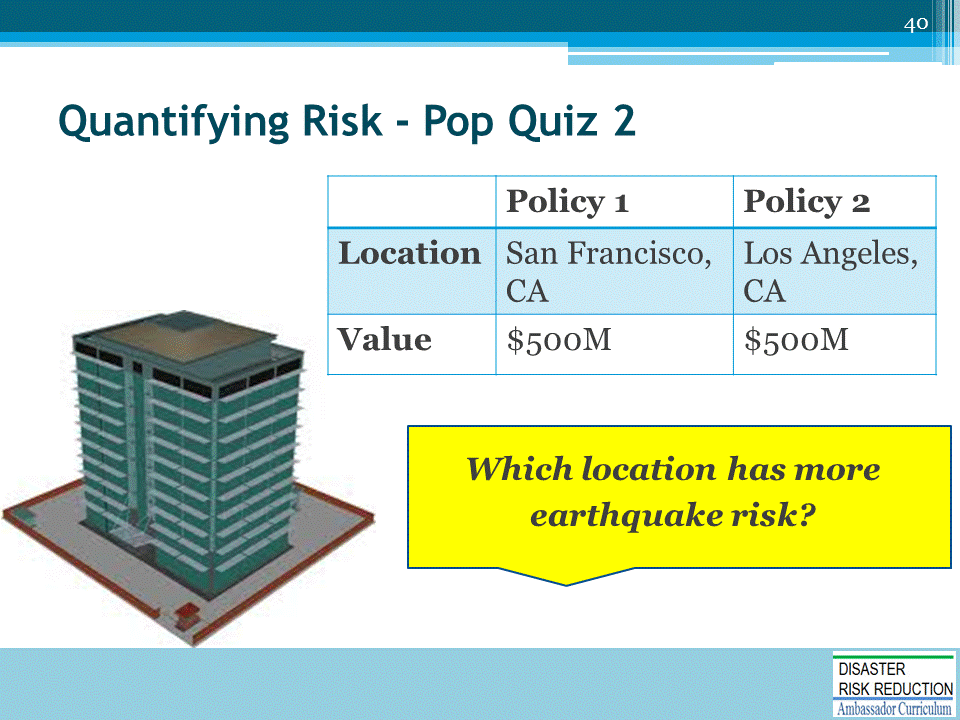 40
Quantifying Risk - Pop Quiz 2
Policy 1 Policy 2
Location San Francisco, CA Los Angeles, CA
Value $500M $500M
Which location has more
earthquake risk?
DISASTER
RISK REDUCTION
Ambassador Curriculum